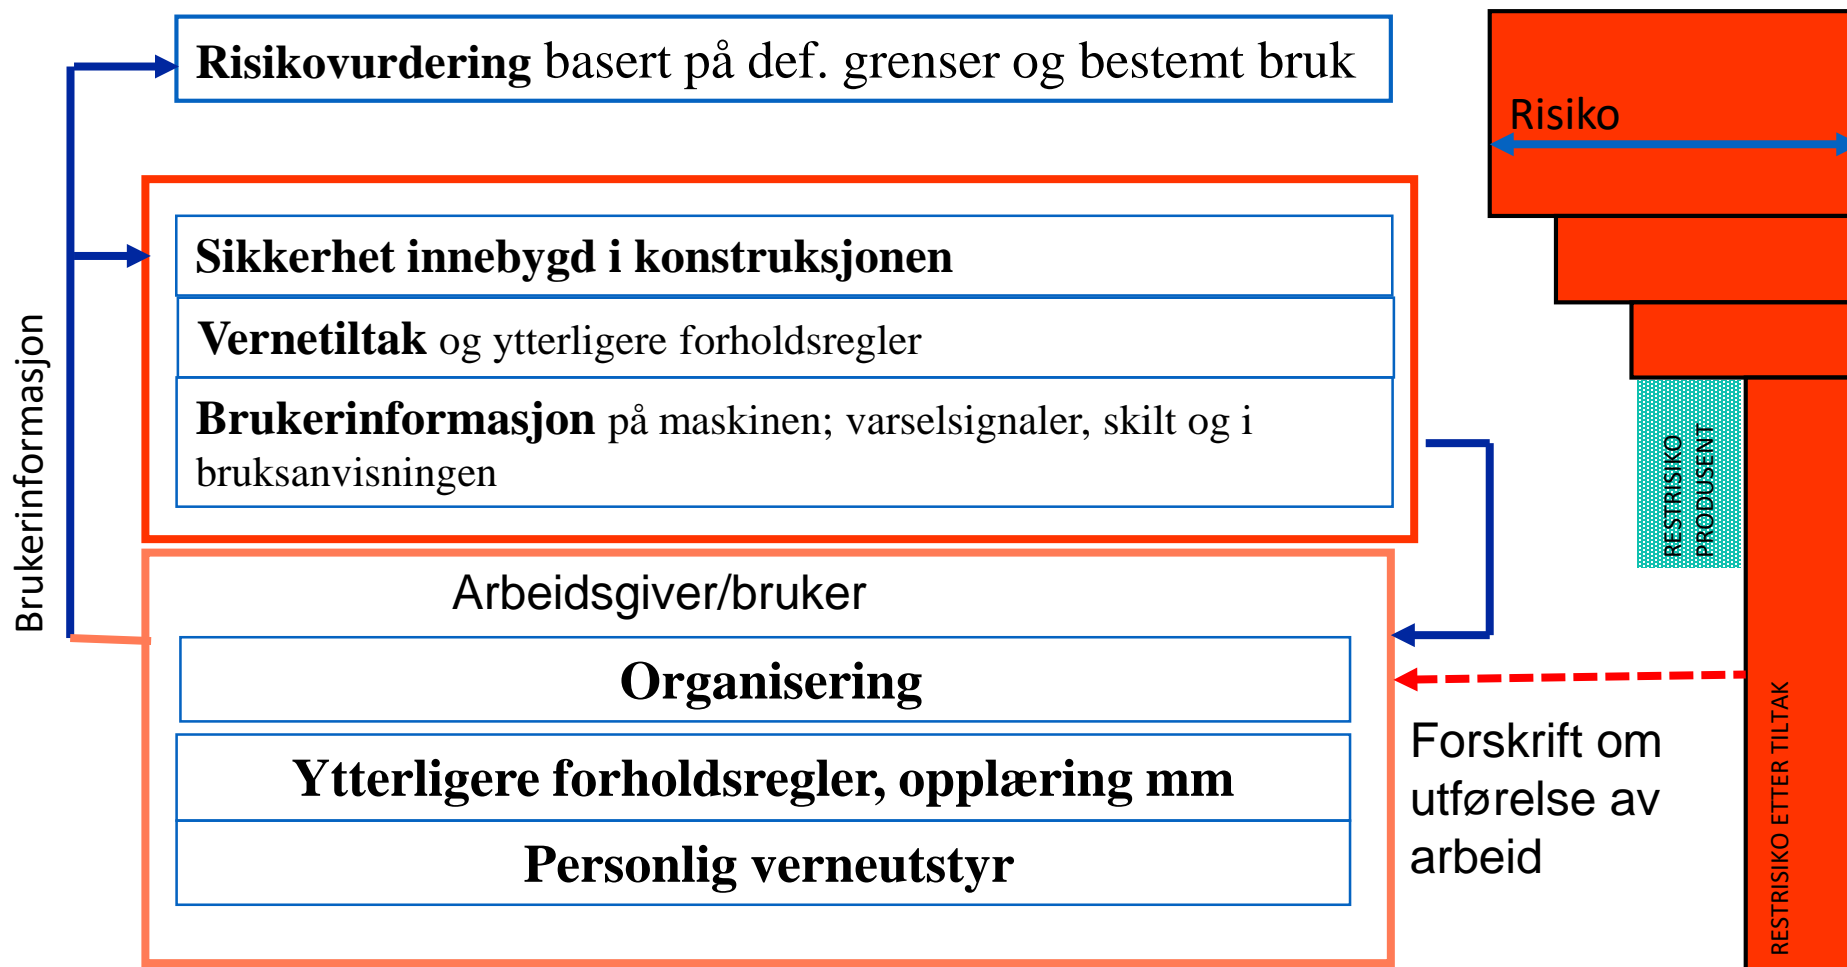 Risikovurdering basert på def. grenser og bestemt bruk
Risiko
Sikkerhet innebygd i konstruksjonen
Vernetiltak og ytterligere forholdsregler
Brukerinformasjon på maskinen; varselsignaler, skilt og i
bruksanvisningen
Brukerinformasjon
RESTRISIKO
PRODUSENT
Arbeidsgiver/bruker
Organisering
Ytterligere forholdsregler, opplæring mm
Personlig verneutstyr
Forskrift om
utførelse av
arbeid
RESTRISIKO ETTER TILTAK